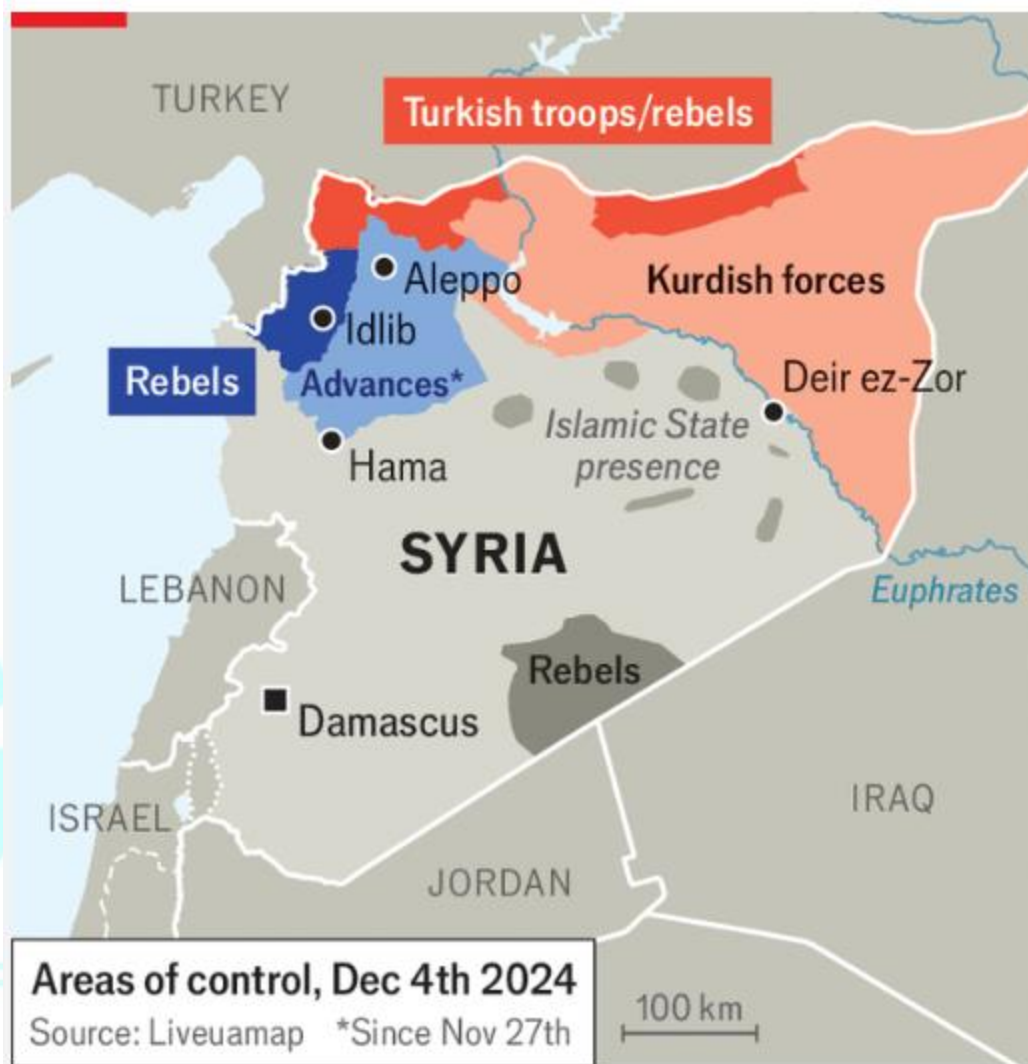 TURKEY
Turkish troops/rebels
Aleppo
Kurdish forces
Idlib
Rebels
Advances*
Deir ez-Zor
Islamic State
presence
Hama
SYRIA
LEBANON
Euphrates
Rebels
Damascus
IRAQ
ISRAEL
JORDAN
Areas of control, Dec 4th 2024
Source: Liveuamap *Since Nov 27th
100 km